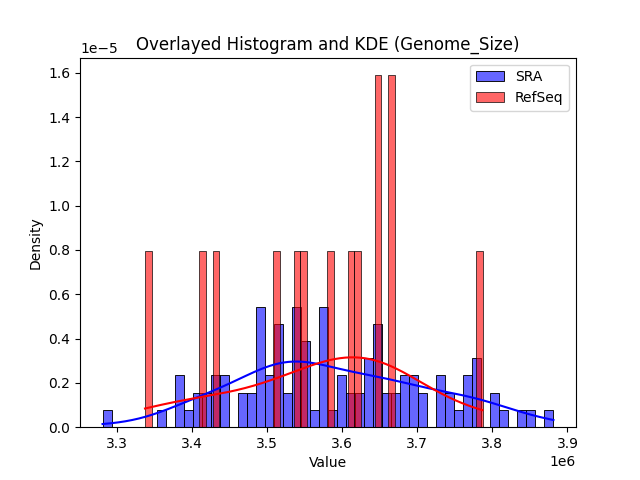 Overlayed Histogram and KDE (Genome_Size)
1e−5
SRA
RefSeq
1.6
1.4
1.2
1.0
0.8
0.6
0.4
0.2
0.0
Density
3.3 3.4 3.5 3.6 3.7 3.8 3.9
1e6
Value